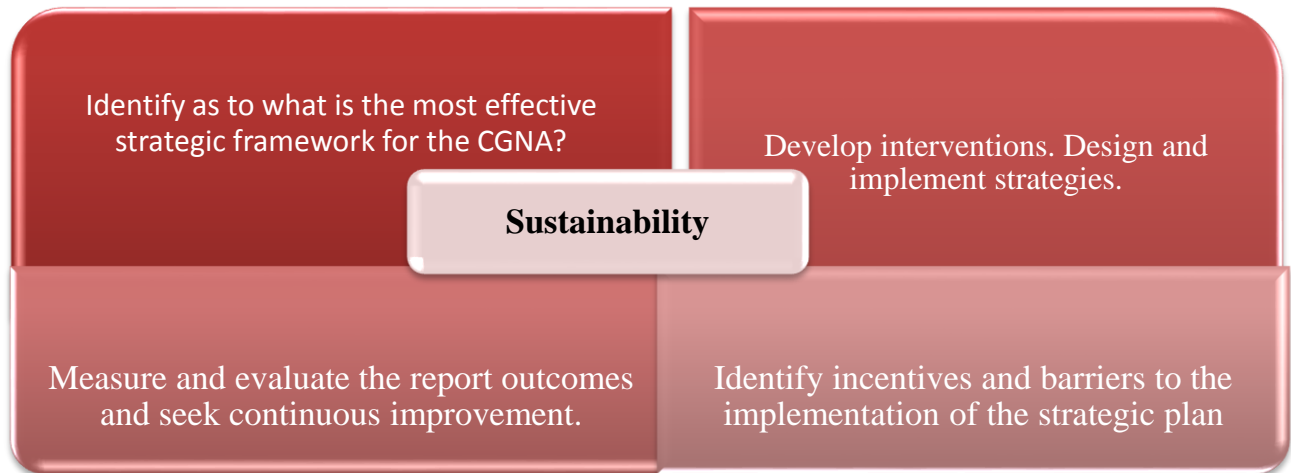 Identify as to what is the most effective
strategic framework for the CGNA?
Develop interventions. Design and
implement strategies.
Sustainability
Measure and evaluate the report outcomes
and seek continuous improvement.
Identify incentives and barriers to the
implementation of the strategic plan